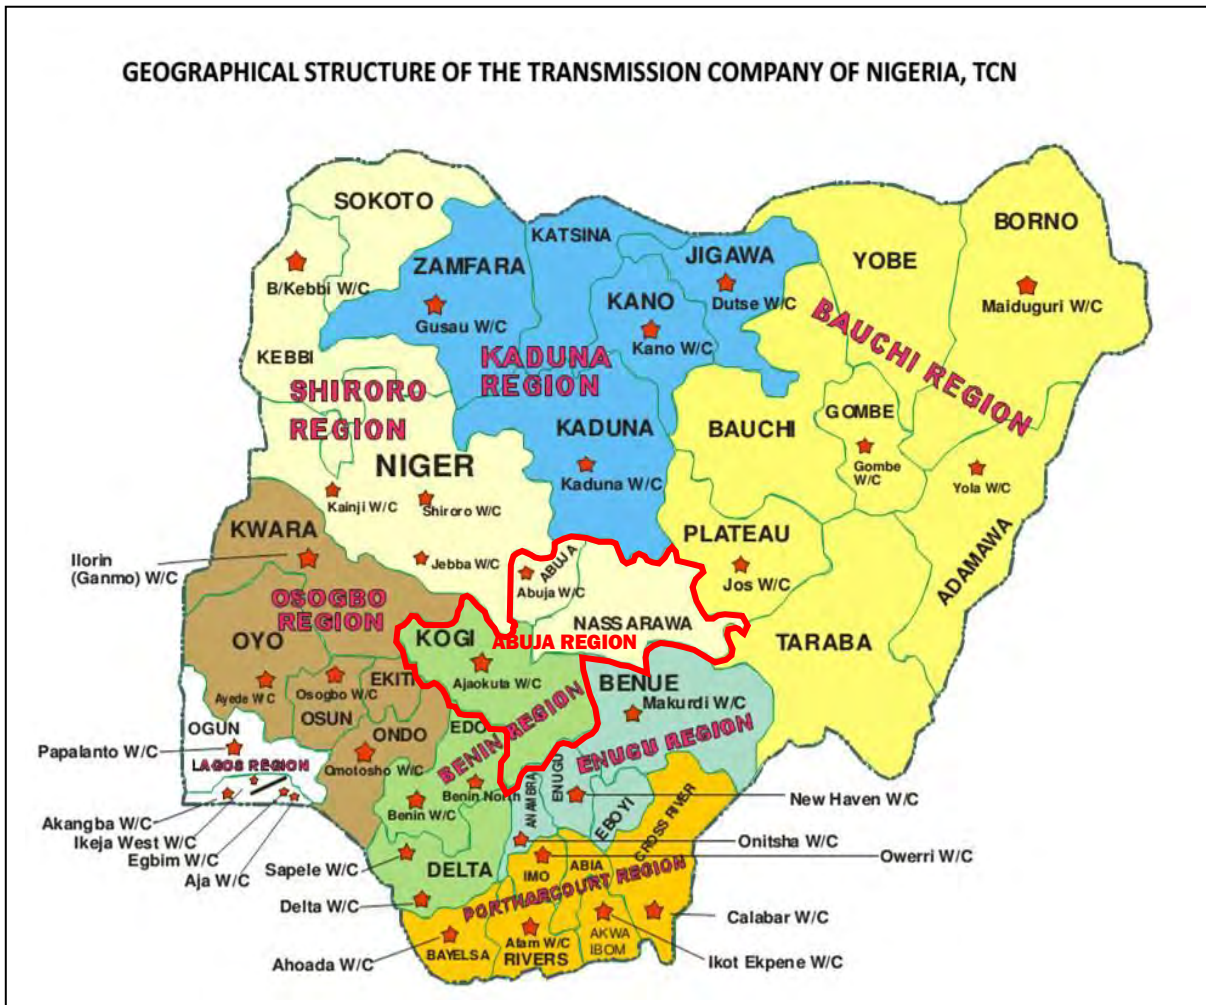 GEOGRAPHICAL STRUCTURE OF THE TRANSMISSION COMPANY OF NIGERIA, TCN
SOKOTO
BORNO
KATSINA
JIGAWA
YOBE
ZAMFARA
B/Kebbi W/C
KANO
Dutse W/C
Maiduguri W/C
Gusau W/C
Kano W/C
BAUCHI REGION
KEBBI
KADUNA
REGION
SHIRORO
REGION
GOMBE
KADUNA
BAUCHI
NIGER
Gombe
W/C
Kaduna W/C
Yola W/C
Kainji W/C
Shiroro W/C
KWARA
PLATEAU
ADAMAWA
Ilorin
(Ganmo) W/C
Jebba W/C
ABUJA
Abuja W/C
Jos W/C
OSOGBO
REGION
NASSARAWA
OYO
KOGI
ABUJA REGION
TARABA
Ajaokuta W/C
EKITI
BENUE
Ayede W C
Osogbo W/C
Makurdi W/C
OSUN
OGUN
ONDO
EDO
BENIN REGION
ENUGU REGION
Papalanto W/C
LAGOS REGION
Omotosho W/C
Benin North
ANAMBRA
ENUGU
New Haven W/C
Benin W/C
EBOYI
CROSS RIVER
Akangba W/C
Ikeja West W/C
Egbim W/C
Aja W/C
Onitsha W/C
Owerri W/C
Sapele W/C
DELTA
IMO
ABIA
PORTHARCOURT REGION
Delta W/C
Calabar W/C
Ahoada W/C
BAYELSA
Afam W/C
RIVERS
AKWA
IBOM
Ikot Ekpene W/C